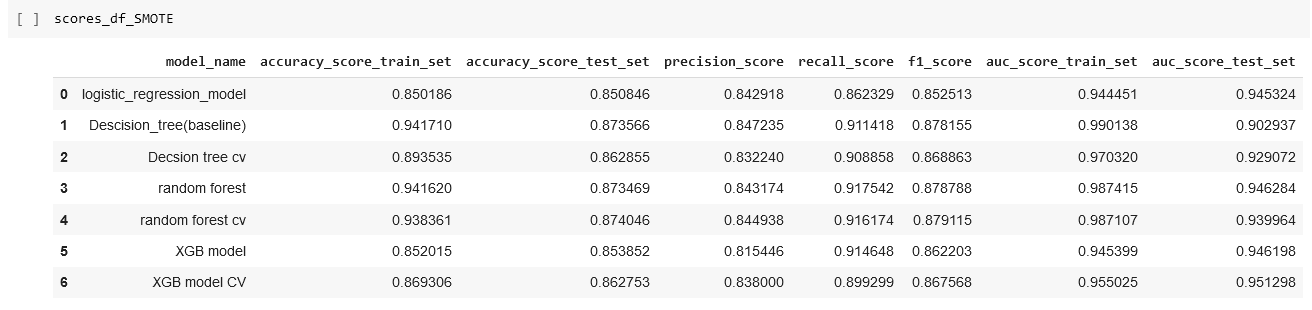 [ ] scores_df_SMOTE
model_name accuracy_score_train_set accuracy_score_test_set precision_score recall_score f1_score auc_score_train_set auc_score_test_set
0 logistic_regression_model 0.850186 0.850846 0.842918 0.862329 0.852513 0.944451 0.945324
1 Descision_tree(baseline) 0.941710 0.873566 0.847235 0.911418 0.878155 0.990138 0.902937
2 Decsion tree cv 0.893535 0.862855 0.832240 0.908858 0.868863 0.970320 0.929072
3 random forest 0.941620 0.873469 0.843174 0.917542 0.878788 0.987415 0.946284
4 random forest cv 0.938361 0.874046 0.844938 0.916174 0.879115 0.987107 0.939964
5 XGB model 0.852015 0.853852 0.815446 0.914648 0.862203 0.945399 0.946198
6 XGB model CV 0.869306 0.862753 0.838000 0.899299 0.867568 0.955025 0.951298